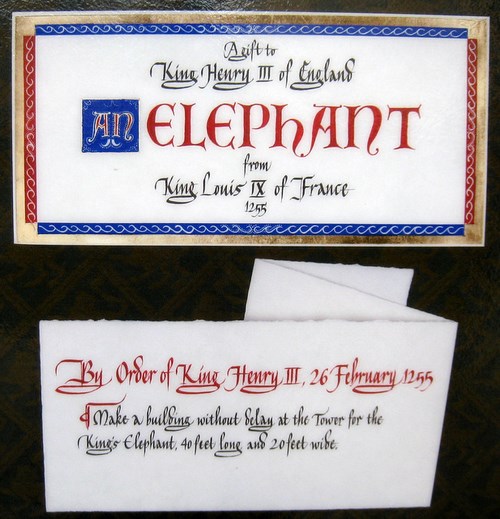 A gift to
King Henry III of England
AN ELEPHANT
from
King Louis IX of France
1255
By Order of King Henry III, 26 February 1255
¶ Make a building without delay at the Tower for the
King's Elephant, 40 feet long and 20 feet wide.